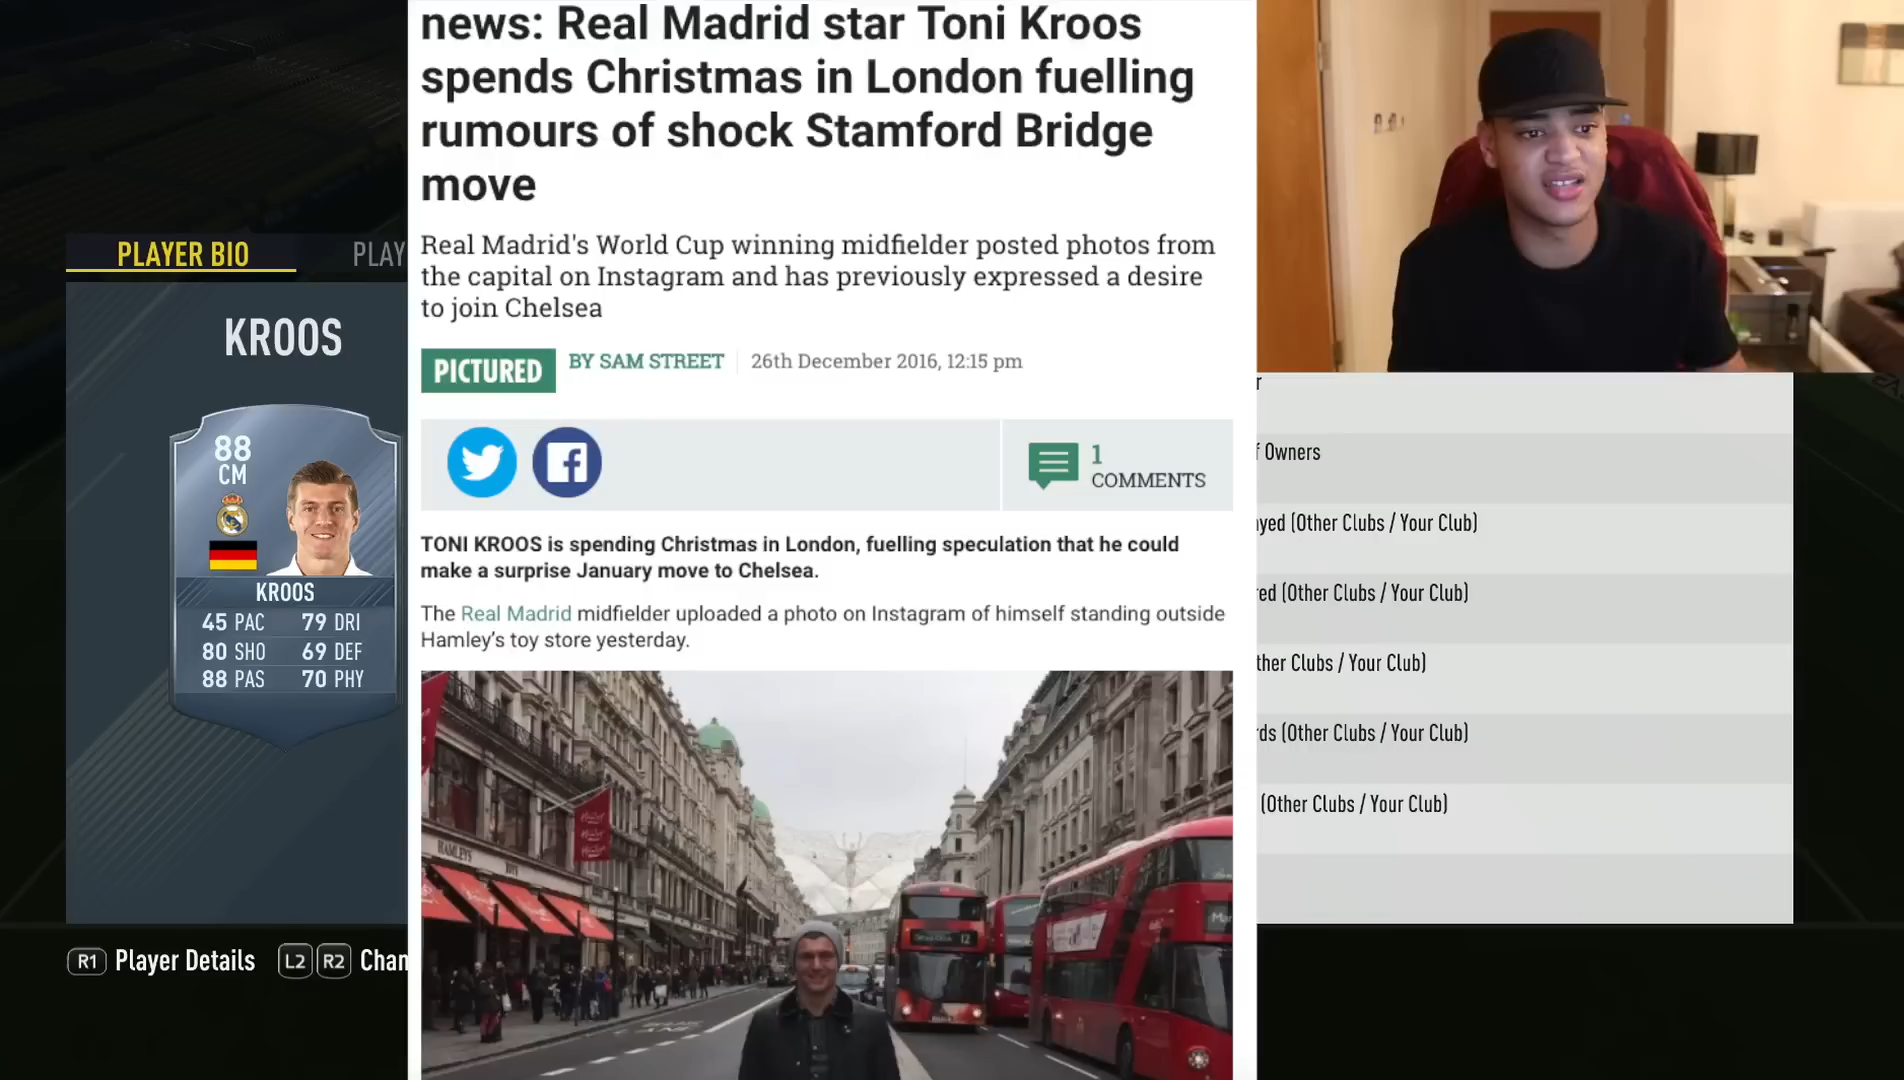 news: Real Madrid star Toni Kroos
spends Christmas in London fuelling
rumours of shock Stamford Bridge
move
Real Madrid's World Cup winning midfielder posted photos from
the capital on Instagram and has previously expressed a desire
to join Chelsea
PICTURED
BY SAM STREET
26th December 2016, 12:15 pm
1
COMMENTS
TONI KROOS is spending Christmas in London, fuelling speculation that he could
make a surprise January move to Chelsea.
The Real Madrid midfielder uploaded a photo on Instagram of himself standing outside
Hamley's toy store yesterday.
HAMLEYS
12
PLAYER BIO
PLAY
KROOS
88
CM
KROOS
45 PAC 79 DRI
80 SHO 69 DEF
88 PAS 70 PHY
R1 Player Details L2 R2 Chan
r
f Owners
yed (Other Clubs / Your Club)
red (Other Clubs / Your Club)
ther Clubs / Your Club)
rds (Other Clubs / Your Club)
(Other Clubs / Your Club)